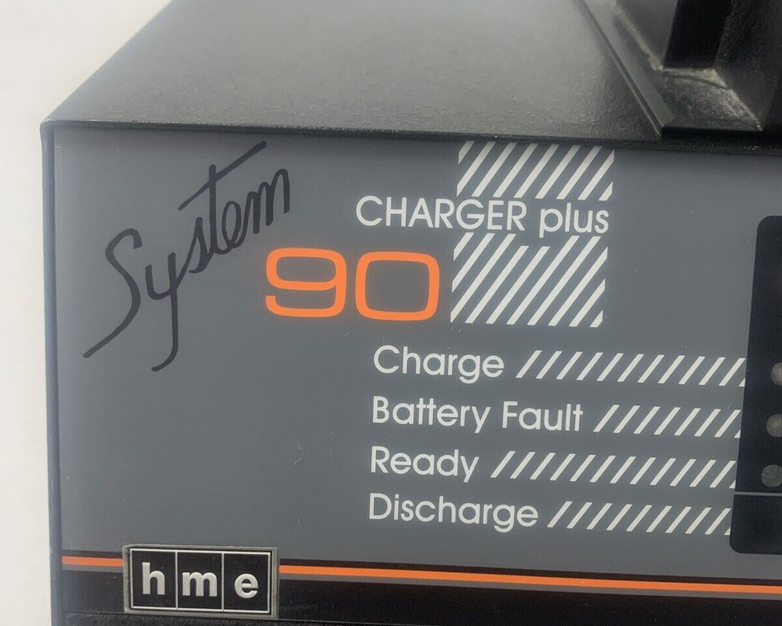 System
CHARGER plus
90
Charge
Battery Fault
Ready
Discharge
hme